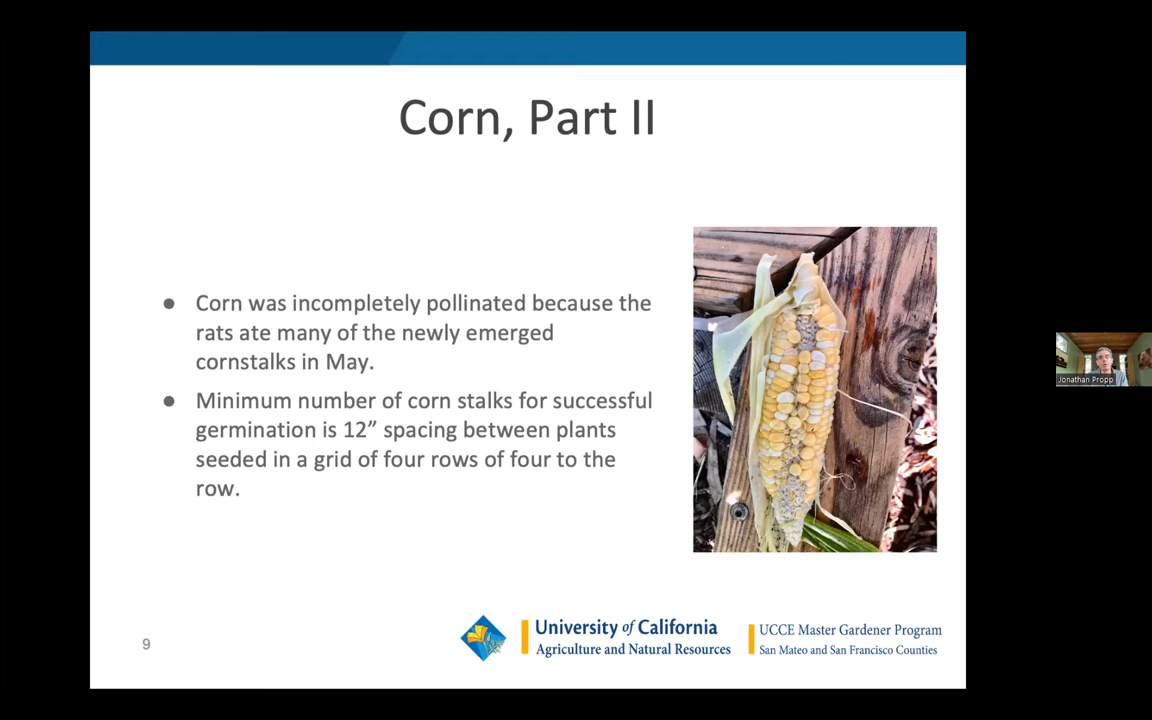 Corn, Part II
● Corn was incompletely pollinated because the
rats ate many of the newly emerged
cornstalks in May.
● Minimum number of corn stalks for successful
germination is 12” spacing between plants
seeded in a grid of four rows of four to the
row.
Jonathan Propp
9
University of California
Agriculture and Natural Resources
UCCE Master Gardener Program
San Mateo and San Francisco Counties